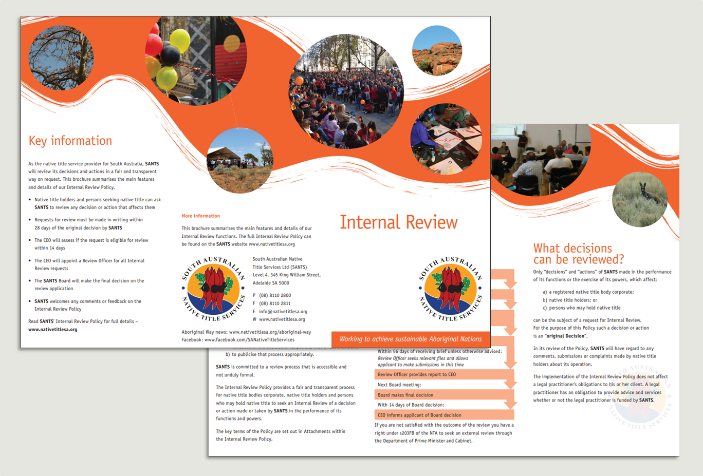 Key information
As the native title service provider for South Australia, SANTS
will review its decisions and actions in a fair and transparent
way on request. This brochure summarises the main features
and details of our Internal Review Policy.
• Native title holders and persons seeking native title can ask
SANTS to review any decision or action that affects them
• Requests for review must be made in writing within
28 days of the original decision by SANTS
• The CEO will assess if the request is eligible for review
within 14 days
• The CEO will appoint a Review Officer for all Internal
Review requests
• The SANTS Board will make the final decision on the
review application
• SANTS welcomes any comments or feedback on the
Internal Review Policy
Read SANTS' Internal Review Policy for full details –
www.nativetitlesa.org
More Information
This brochure summarises the main features and details of our
Internal Review functions. The full Internal Review Policy can
be found on the SANTS website www.nativetitlesa.org
SOUTH AUSTRALIAN
NATIVE TITLE SERVICES
South Australian Native
Title Services Ltd (SANTS)
Level 4, 345 King William Street,
Adelaide SA 5000
P (08) 8110 2800
F (08) 8110 2811
E info@nativetitlesa.org
W www.nativetitlesa.org
Aboriginal Way news: www.nativetitlesa.org/aboriginal-way
Facebook: www.facebook.com/SANativeTitleServices
Internal Review
SOUTH AUSTRALIAN
NATIVE TITLE SERVICES
Working to achieve sustainable Aboriginal Nations
b) to publicise that process appropriately.
SANTS is committed to a review process that is accessible and
not unduly formal.
The Internal Review Policy provides a fair and transparent process
for native title bodies corporate, native title holders and persons
who may hold native title to seek an Internal Review of a decision
or action made or taken by SANTS in the performance of its
functions and powers.
The key terms of the Policy are set out in Attachments within
the Internal Review Policy.
Within 46 days of receiving brief unless otherwise advised:
Review Officer seeks relevant files and allows
applicant to make submissions in this time
Review Officer provides report to CEO
Next Board meeting:
Board makes final decision
With 14 days of Board decision:
CEO informs applicant of Board decision
If you are not satisfied with the outcome of the review you have a
right under s203FB of the NTA to seek an external review through
the Department of Prime Minister and Cabinet.
What decisions
can be reviewed?
Only "decisions" and "actions" of SANTS made in the performance
of its functions or the exercise of its powers, which affect:
a) a registered native title body corporate;
b) native title holders; or
c) persons who may hold native title
can be the subject of a request for Internal Review.
For the purpose of this Policy such a decision or action
is an "original Decision".
In its review of the Policy, SANTS will have regard to any
comments, submissions or complaints made by native title
holders about its operation.
The implementation of the Internal Review Policy does not affect
a legal practitioner's obligations to his or her client. A legal
practitioner has an obligation to provide advice and services
whether or not the legal practitioner is funded by SANTS.
NATIVE TITLE SERVICES